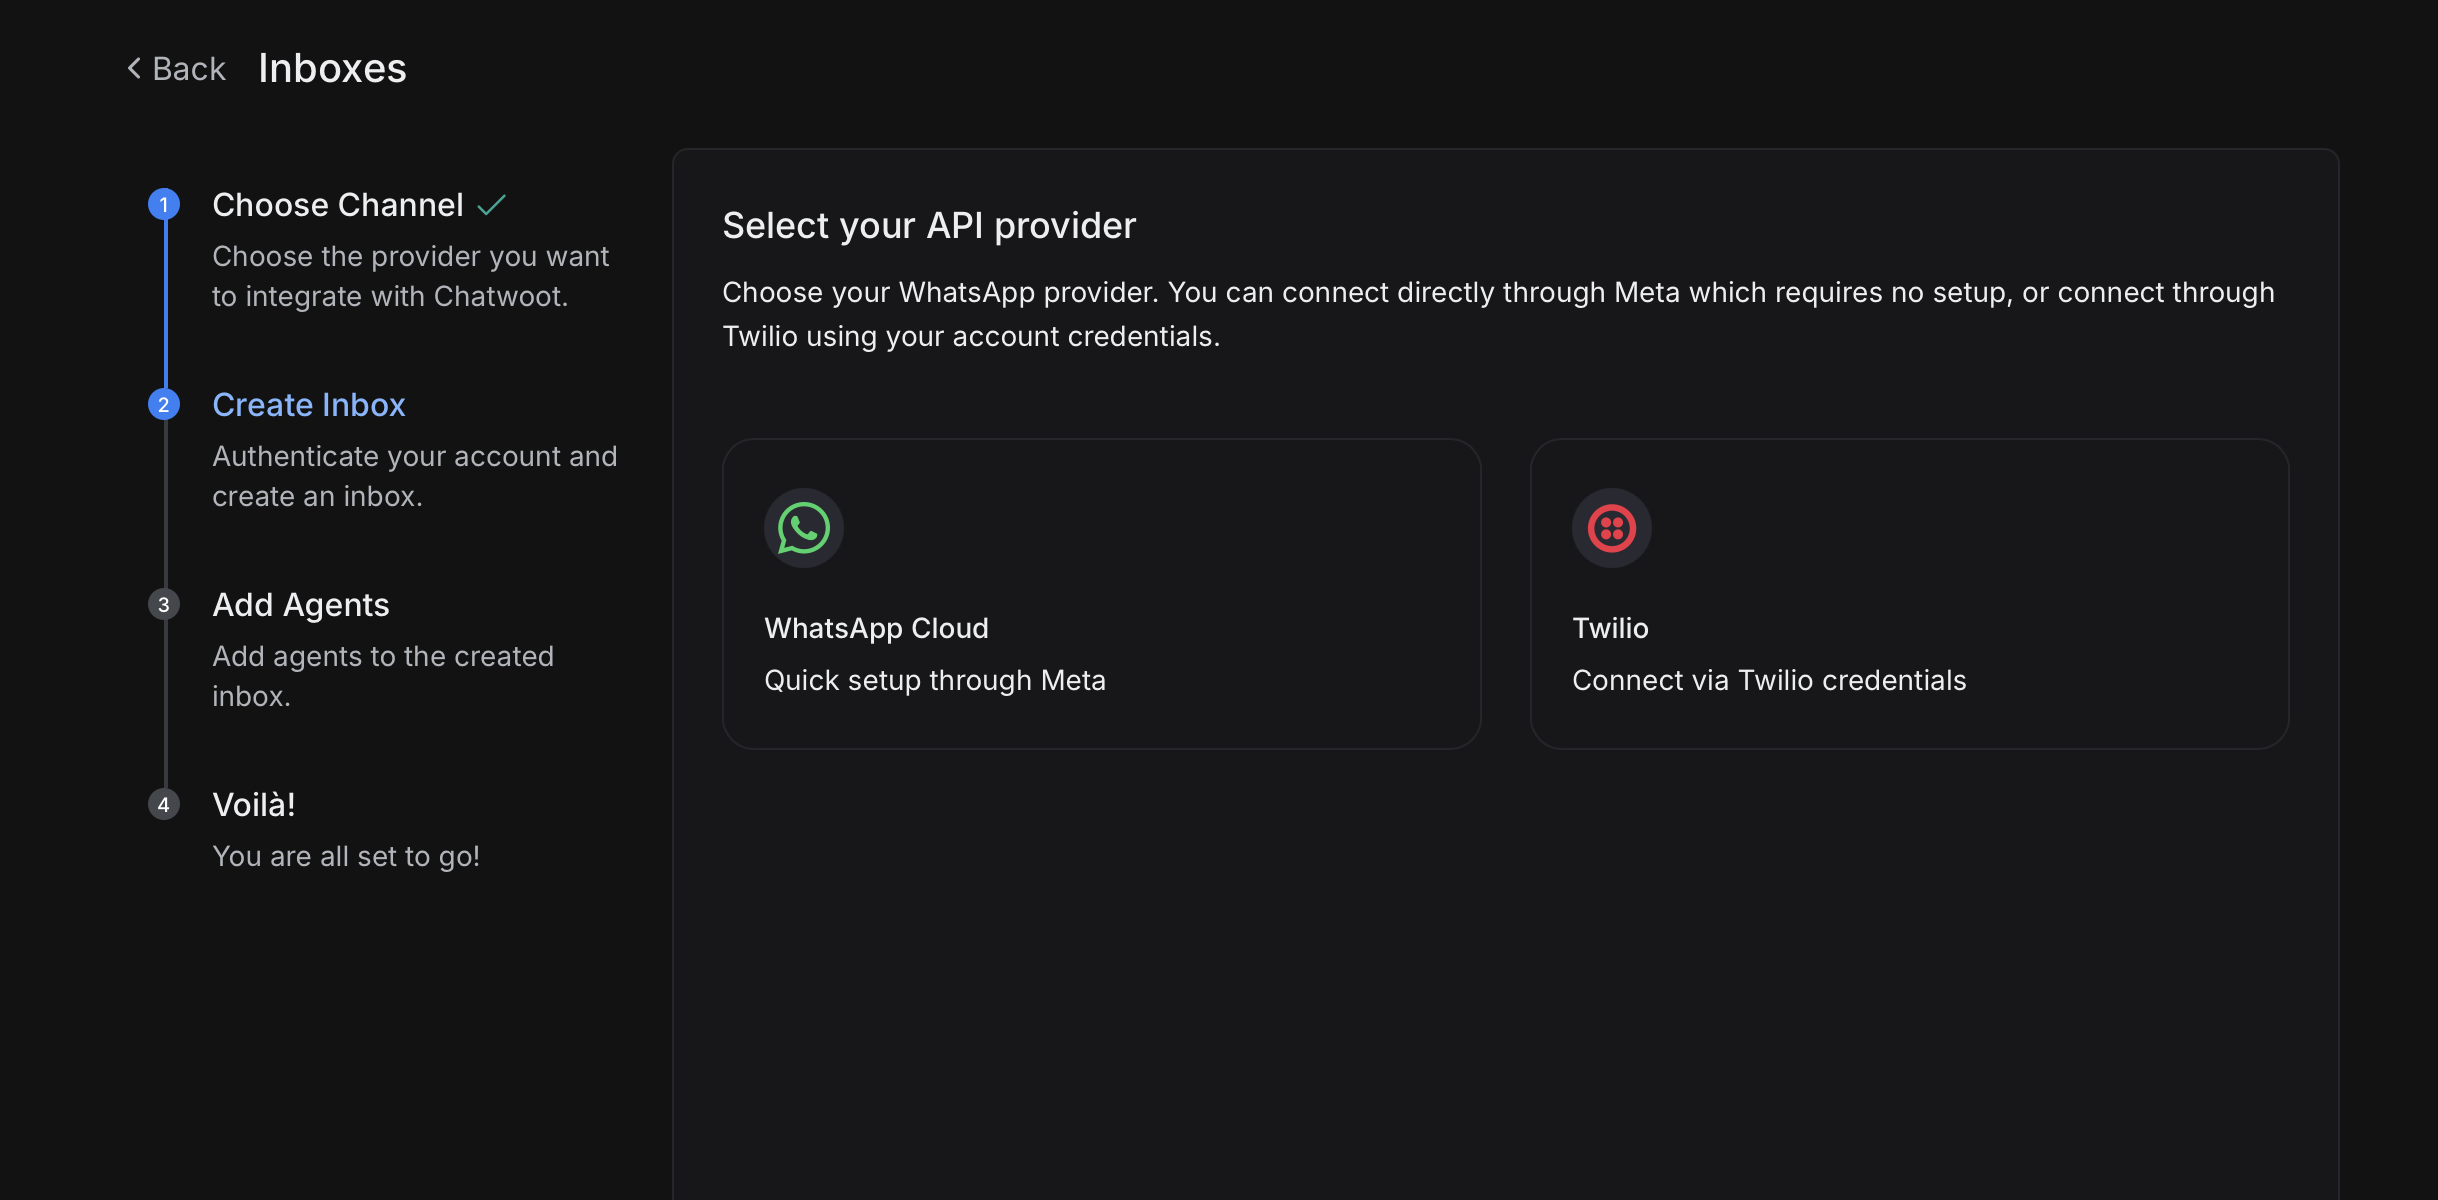 Back
Inboxes
1
Choose Channel
Choose the provider you want
to integrate with Chatwoot.
2
Create Inbox
Authenticate your account and
create an inbox.
3
Add Agents
Add agents to the created
inbox.
4
Voilà!
You are all set to go!
Select your API provider
Choose your WhatsApp provider. You can connect directly through Meta which requires no setup, or connect through
Twilio using your account credentials.
WhatsApp Cloud
Quick setup through Meta
Twilio
Connect via Twilio credentials